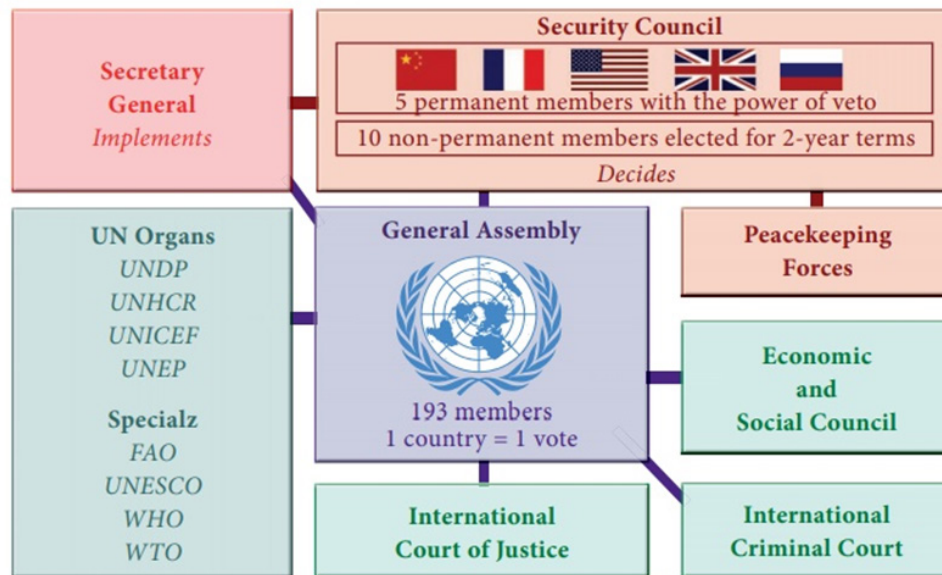 Secretary
General
Implements
Security Council
5 permanent members with the power of veto
10 non-permanent members elected for 2-year terms
Decides
UN Organs
UNDP
UNHCR
UNICEF
UNEP
Specialz
FAO
UNESCO
WHO
WTO
General Assembly
193 members
1 country = 1 vote
Peacekeeping
Forces
Economic
and
Social Council
International
Court of Justice
International
Criminal Court